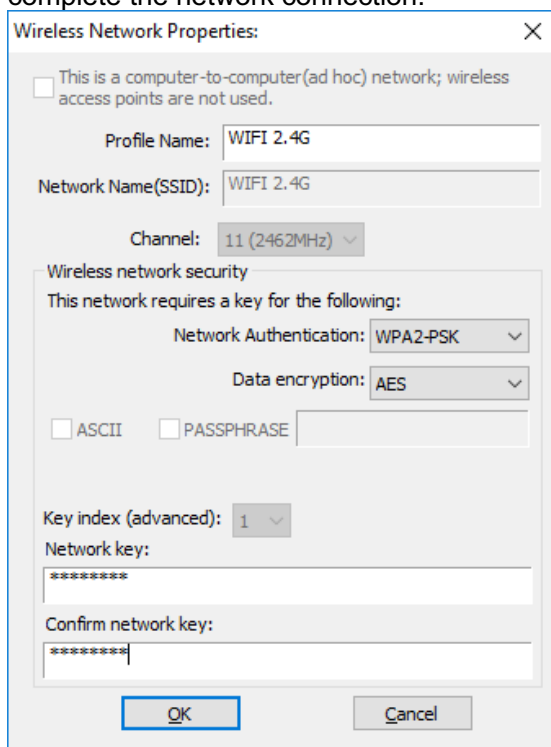 complete the network connection.
Wireless Network Properties:
This is a computer-to-computer(ad hoc) network; wireless
access points are not used.
Profile Name: WIFI 2.4G
Network Name(SSID): WIFI 2.4G
Channel: 11 (2462MHz)
Wireless network security
This network requires a key for the following:
Network Authentication: WPA2-PSK
Data encryption: AES
ASCII PASSPHRASE
Key index (advanced): 1
Network key:
********
Confirm network key:
********
OK Cancel